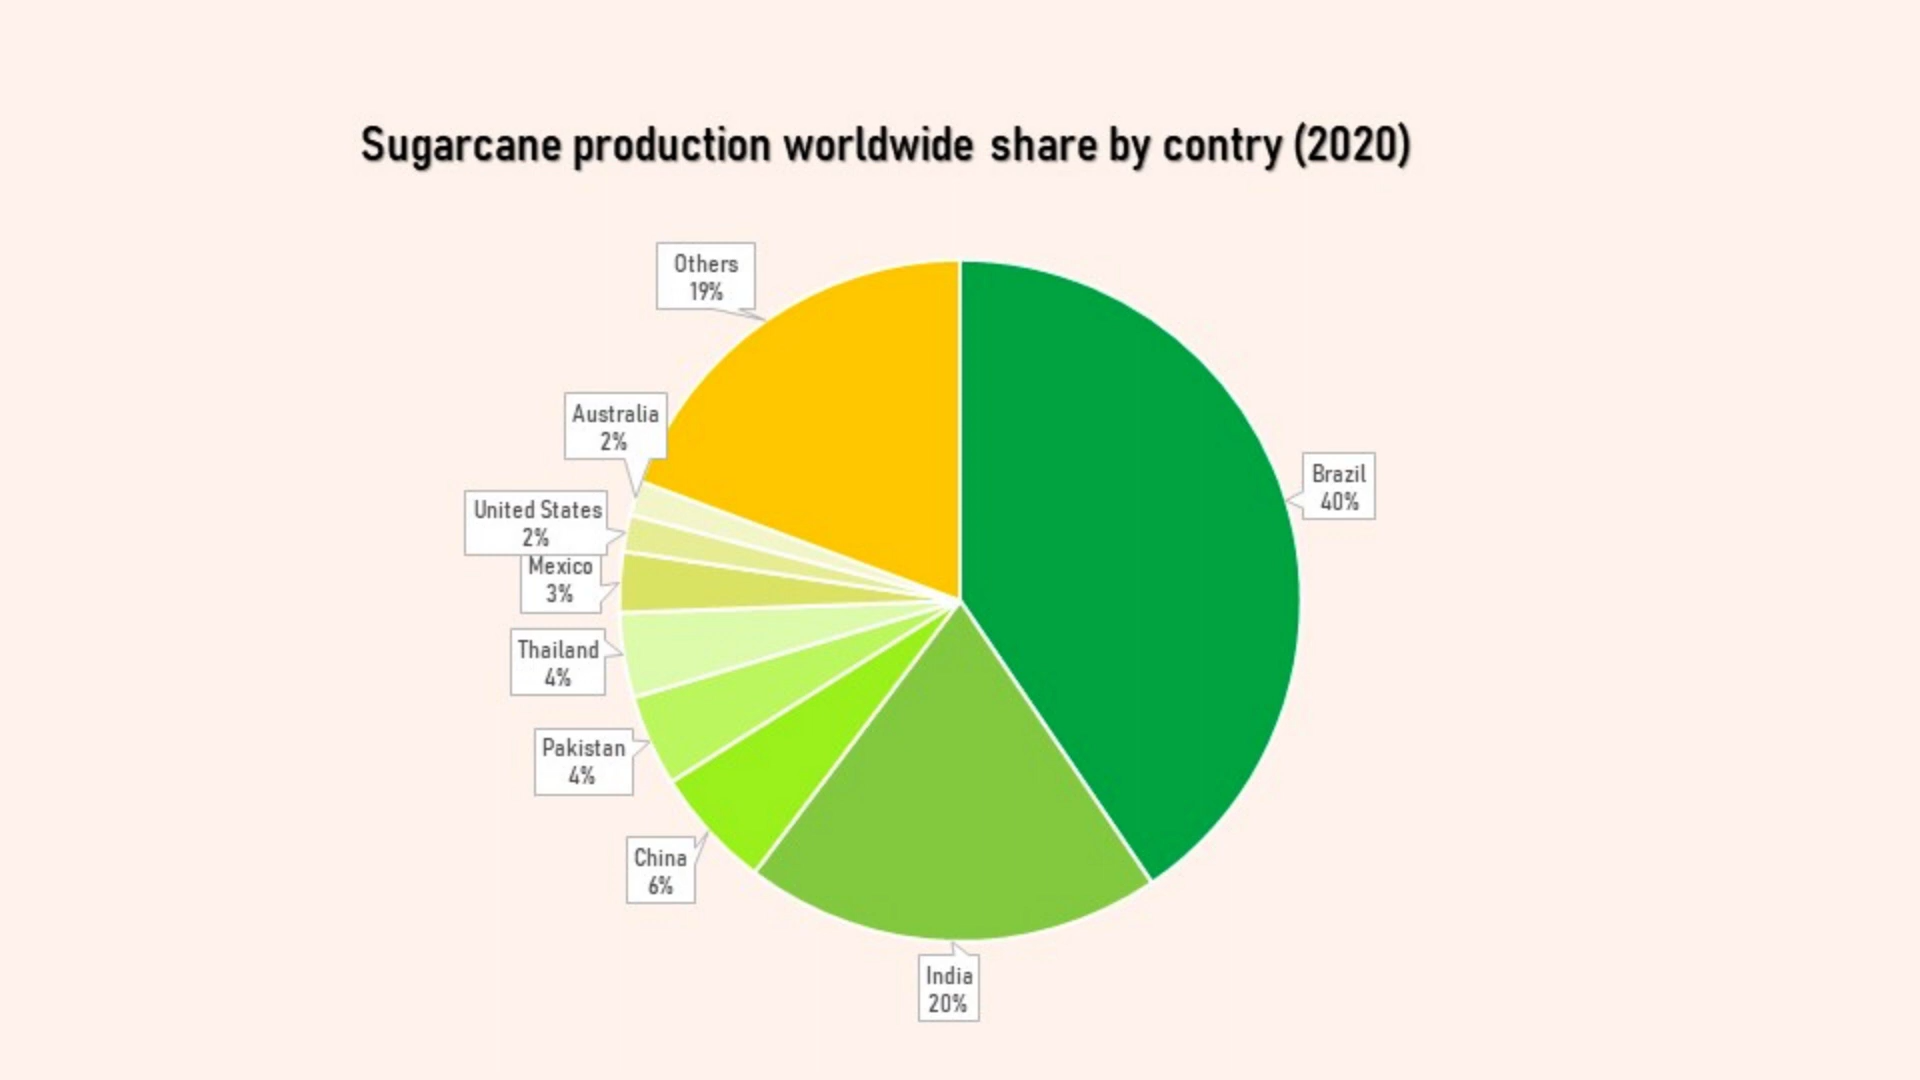 Sugarcane production worldwide share by contry (2020)
Others
19%
Australia
2%
United States
2%
Mexico
3%
Thailand
4%
Pakistan
4%
China
6%
India
20%
Brazil
40%